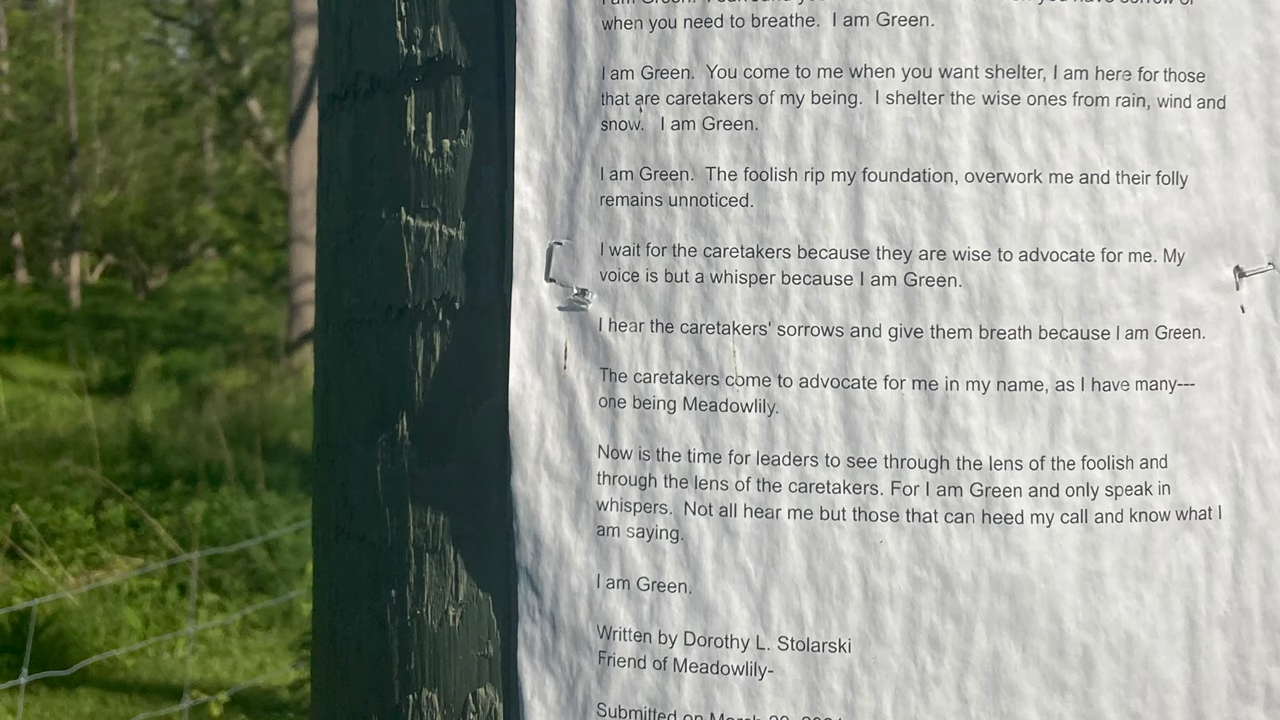 when you need to breathe. I am Green.
I am Green. You come to me when you want shelter, I am here for those
that are caretakers of my being. I shelter the wise ones from rain, wind and
snow. I am Green.
I am Green. The foolish rip my foundation, overwork me and their folly
remains unnoticed.
I wait for the caretakers because they are wise to advocate for me. My
voice is but a whisper because I am Green.
I hear the caretakers' sorrows and give them breath because I am Green.
The caretakers come to advocate for me in my name, as I have many---
one being Meadowlily.
Now is the time for leaders to see through the lens of the foolish and
through the lens of the caretakers. For I am Green and only speak in
whispers. Not all hear me but those that can heed my call and know what I
am saying.
I am Green.
Written by Dorothy L. Stolarski
Friend of Meadowlily-
Submitted on March